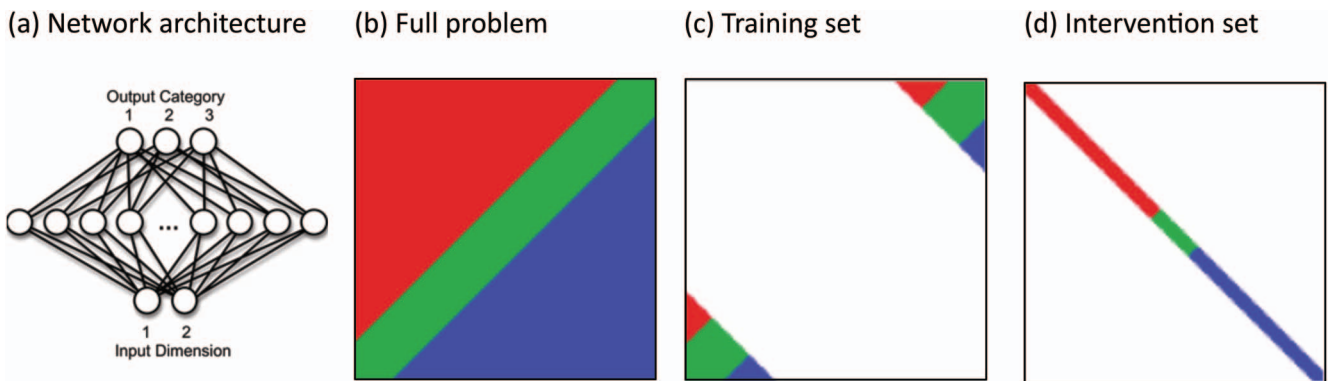 (a) Network architecture
(b) Full problem
(c) Training set
(d) Intervention set
Output Category
1 2 3
...
1 2
Input Dimension